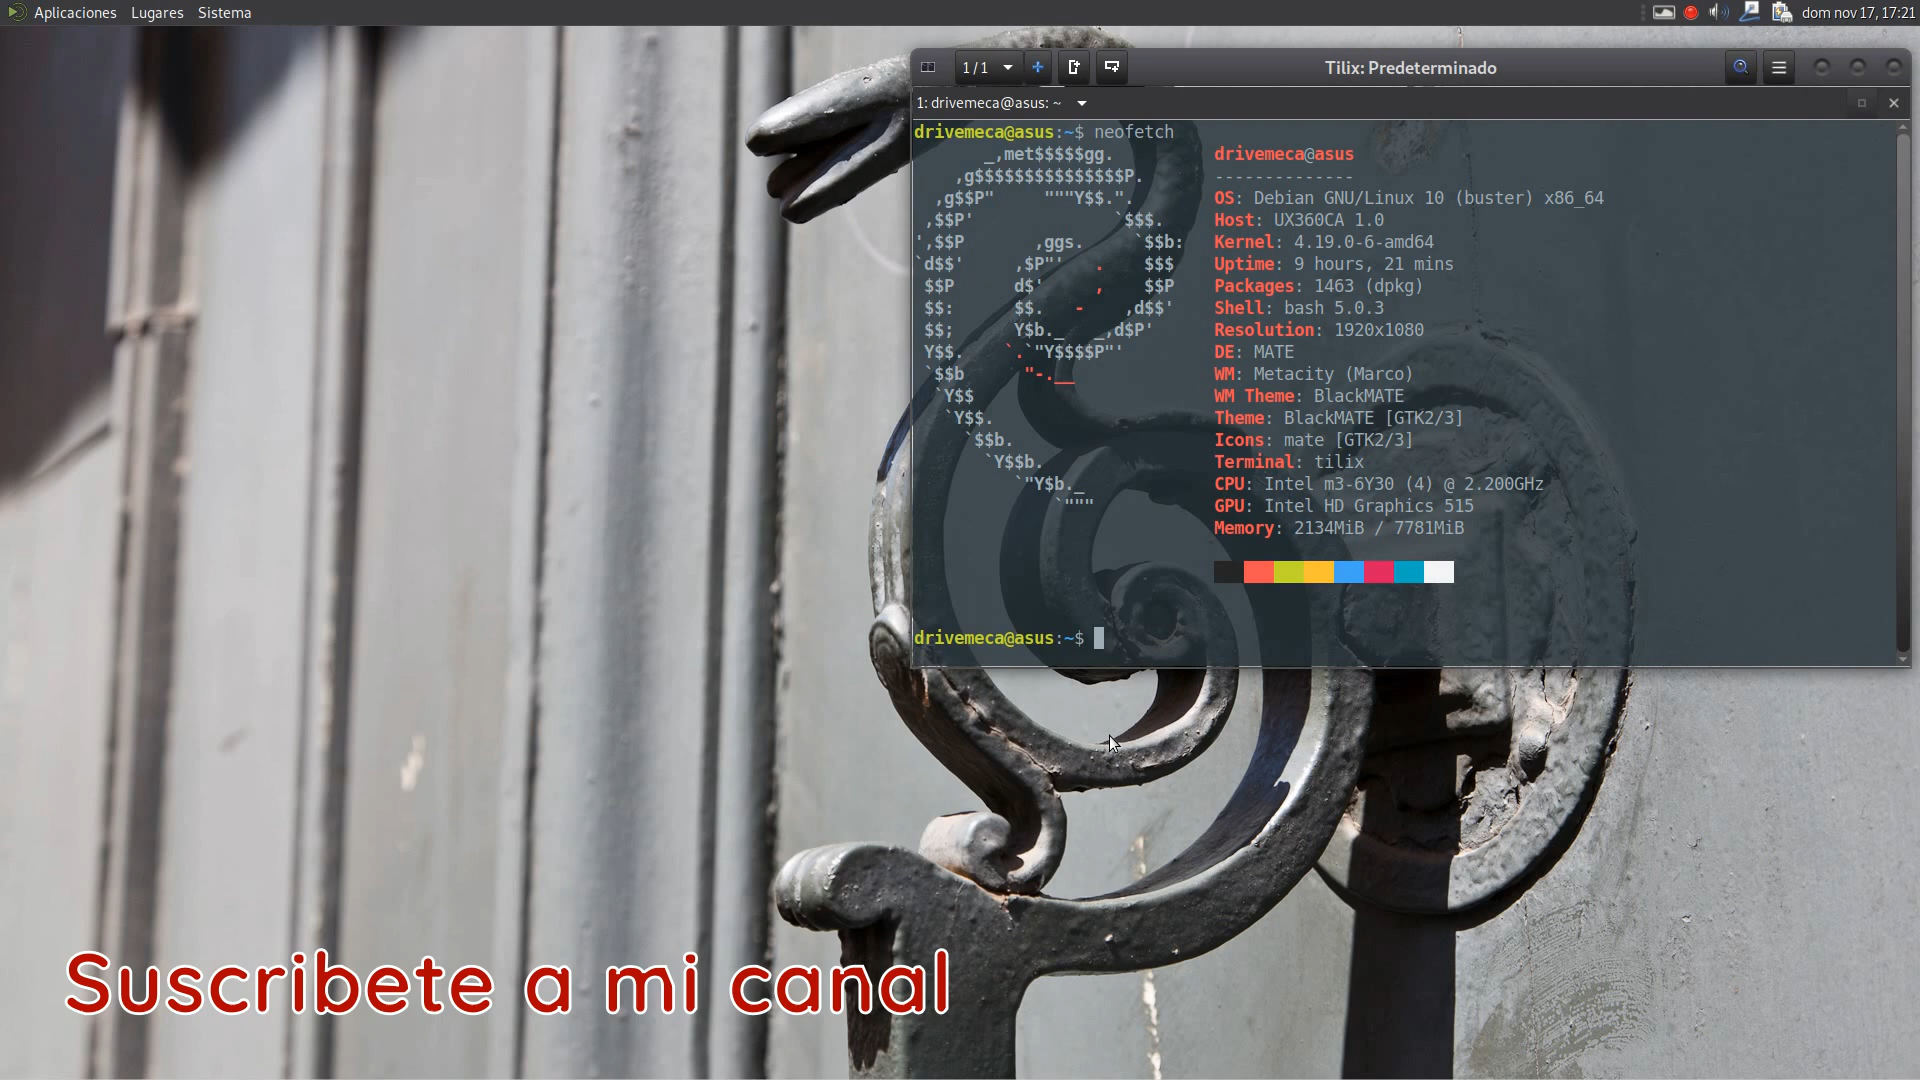 Aplicaciones Lugares Sistema
dom nov 17, 17:21
1 / 1
Tilix: Predeterminado
1: drivemeca@asus: ~
drivemeca@asus:~$ neofetch
       _,met$$$$$gg.          drivemeca@asus
    ,g$$$$$$$$$$$$$$$P.       --------------
  ,g$$P"     """Y$$.".        OS: Debian GNU/Linux 10 (buster) x86_64
 ,$$P'              `$$$.     Host: UX360CA 1.0
',$$P       ,ggs.     `$$b:   Kernel: 4.19.0-6-amd64
`d$$'     ,$P"'   .    $$$    Uptime: 9 hours, 21 mins
 $$P      d$'     ,    $$P    Packages: 1463 (dpkg)
 $$:      $$.   -    ,d$$'    Shell: bash 5.0.3
 $$;      Y$b._   _,d$P'      Resolution: 1920x1080
 Y$$.    `.`"Y$$$$P"'         DE: MATE
 `$$b      "-.__              WM: Metacity (Marco)
  `Y$$                        WM Theme: BlackMATE
   `Y$$.                      Theme: BlackMATE [GTK2/3]
     `$$b.                    Icons: mate [GTK2/3]
       `Y$$b.                 Terminal: tilix
          `"Y$b._             CPU: Intel m3-6Y30 (4) @ 2.200GHz
              `"""            GPU: Intel HD Graphics 515
                              Memory: 2134MiB / 7781MiB
drivemeca@asus:~$
Suscribete a mi canal